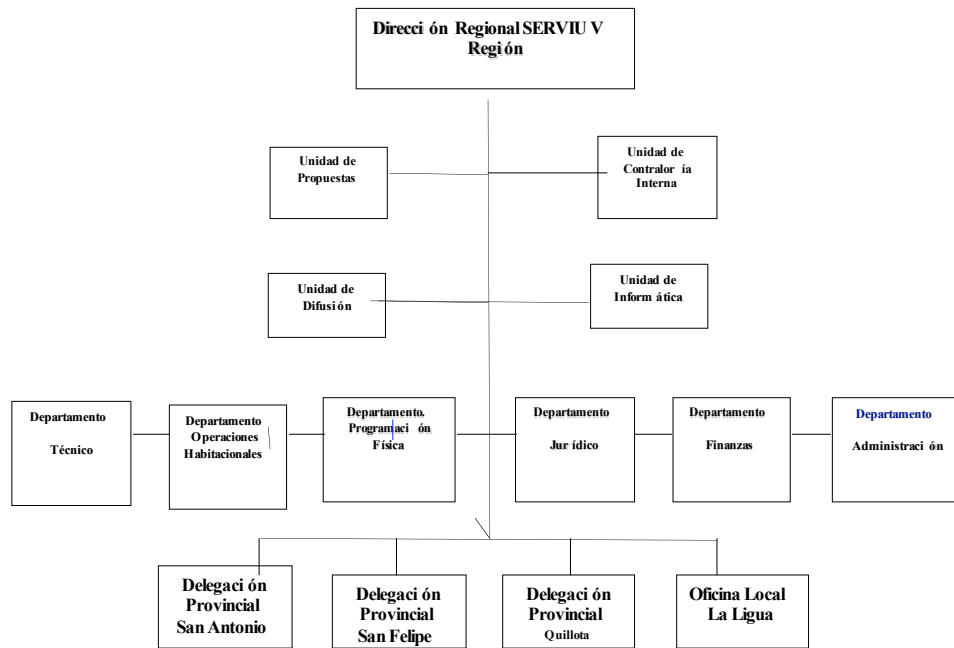 Direcci ón Regional SERVIU V
Regi ón
Unidad de
Propuestas
Unidad de
Contralor ía
Interna
Unidad de
Difusi ón
Unidad de
Inform ática
Departamento
Técnico
Departamento
Operaciones
Habitacionales
Departamento.
Programaci ón
Física
Departamento
Jur ídico
Departamento
Finanzas
Departamento
Administraci ón
Delegaci ón
Provincial
San Antonio
Delegaci ón
Provincial
San Felipe
Delegaci ón
Provincial
Quillota
Oficina Local
La Ligua